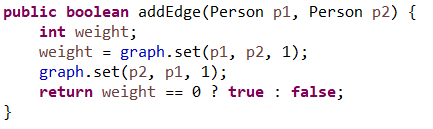 public boolean addEdge(Person p1, Person p2) {
    int weight;
    weight = graph.set(p1, p2, 1);
    graph.set(p2, p1, 1);
    return weight == 0 ? true : false;
}